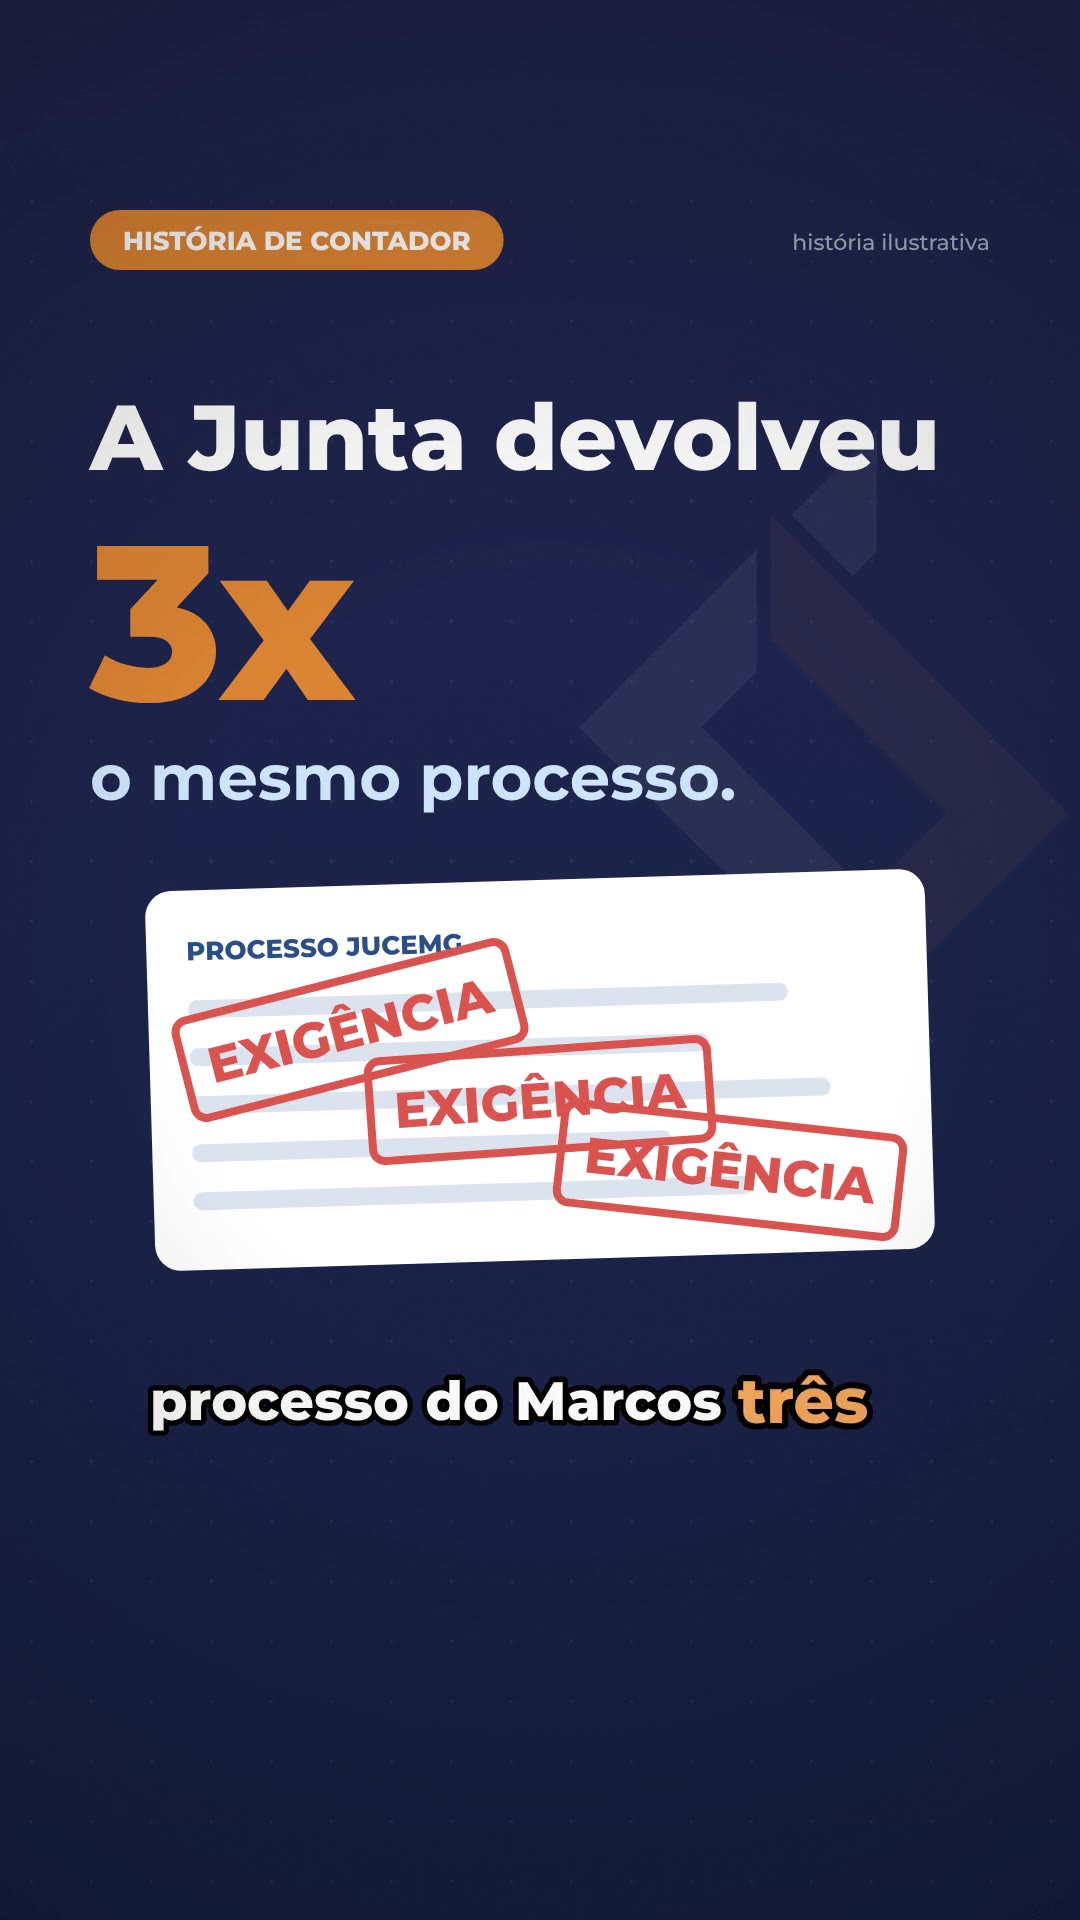 HISTÓRIA DE CONTADOR
história ilustrativa
A Junta devolveu
3x
o mesmo processo.
PROCESSO JUCEMG
EXIGÊNCIA
EXIGÊNCIA
EXIGÊNCIA
processo do Marcos três